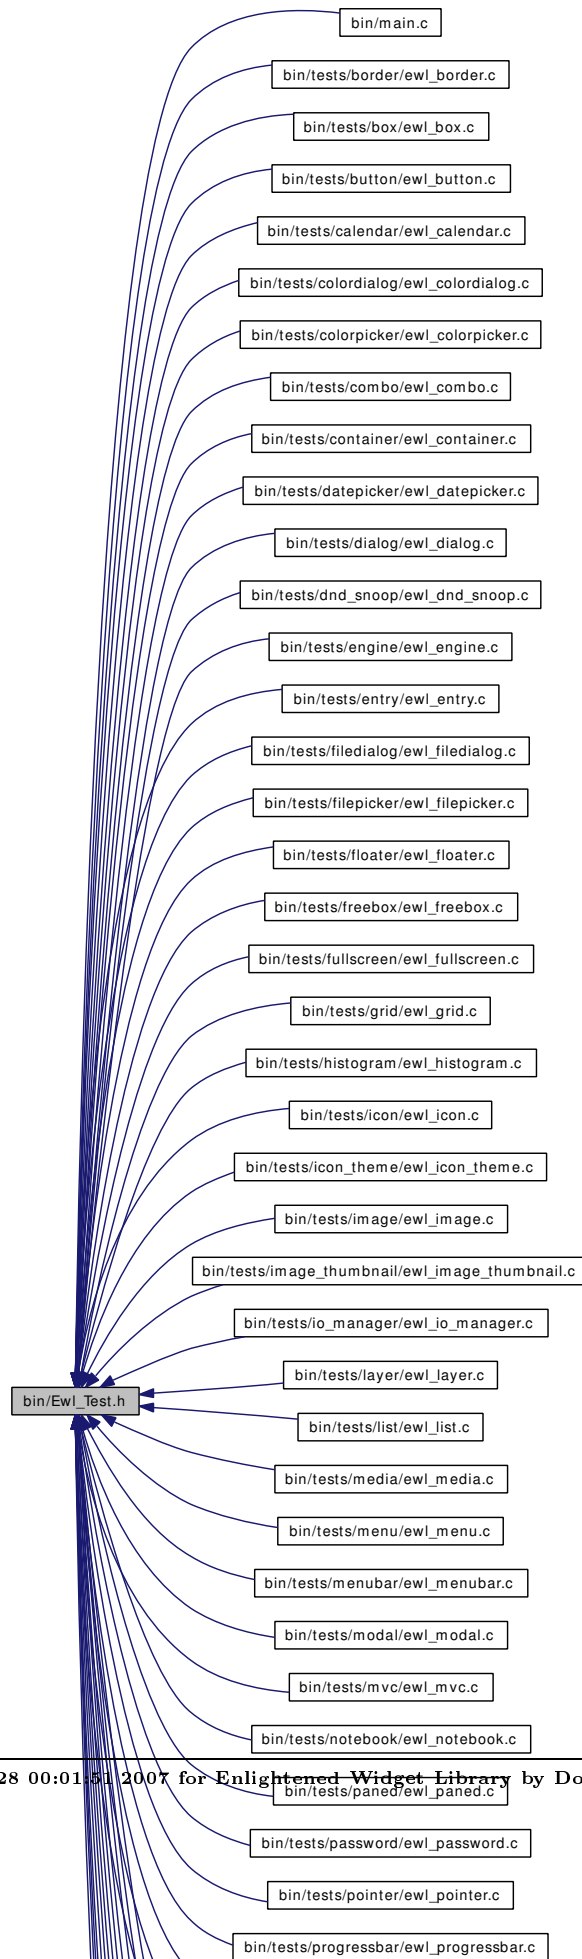 bin/main.c
bin/tests/border/ewl_border.c
bin/tests/box/ewl_box.c
bin/tests/button/ewl_button.c
bin/tests/calendar/ewl_calendar.c
bin/tests/colordialog/ewl_colordialog.c
bin/tests/colorpicker/ewl_colorpicker.c
bin/tests/combo/ewl_combo.c
bin/tests/container/ewl_container.c
bin/tests/datepicker/ewl_datepicker.c
bin/tests/dialog/ewl_dialog.c
bin/tests/dnd_snoop/ewl_dnd_snoop.c
bin/tests/engine/ewl_engine.c
bin/tests/entry/ewl_entry.c
bin/tests/filedialog/ewl_filedialog.c
bin/tests/filepicker/ewl_filepicker.c
bin/tests/floater/ewl_floater.c
bin/tests/freebox/ewl_freebox.c
bin/tests/fullscreen/ewl_fullscreen.c
bin/tests/grid/ewl_grid.c
bin/tests/histogram/ewl_histogram.c
bin/tests/icon/ewl_icon.c
bin/tests/icon_theme/ewl_icon_theme.c
bin/tests/image/ewl_image.c
bin/tests/image_thumbnail/ewl_image_thumbnail.c
bin/tests/io_manager/ewl_io_manager.c
bin/tests/layer/ewl_layer.c
bin/Ewl_Test.h
bin/tests/list/ewl_list.c
bin/tests/media/ewl_media.c
bin/tests/menu/ewl_menu.c
bin/tests/menubar/ewl_menubar.c
bin/tests/modal/ewl_modal.c
bin/tests/mvc/ewl_mvc.c
bin/tests/notebook/ewl_notebook.c
28 00:01:51 2007 for Enlightened Widget Library by Do
bin/tests/paned/ewl_paned.c
bin/tests/password/ewl_password.c
bin/tests/pointer/ewl_pointer.c
bin/tests/progressbar/ewl_progressbar.c